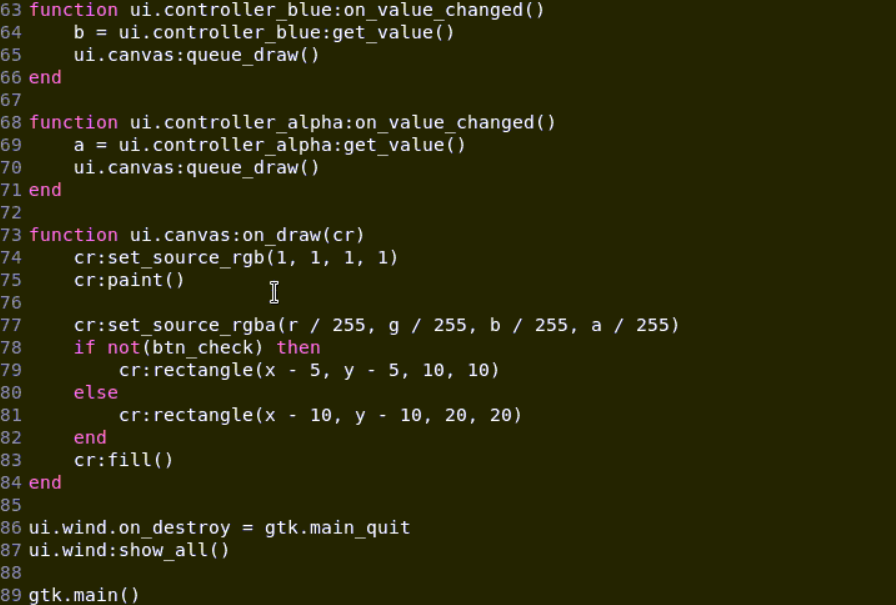 63 function ui.controller_blue:on_value_changed()
64     b = ui.controller_blue:get_value()
65     ui.canvas:queue_draw()
66 end
67
68 function ui.controller_alpha:on_value_changed()
69     a = ui.controller_alpha:get_value()
70     ui.canvas:queue_draw()
71 end
72
73 function ui.canvas:on_draw(cr)
74     cr:set_source_rgb(1, 1, 1, 1)
75     cr:paint()
76
77     cr:set_source_rgba(r / 255, g / 255, b / 255, a / 255)
78     if not(btn_check) then
79         cr:rectangle(x - 5, y - 5, 10, 10)
80     else
81         cr:rectangle(x - 10, y - 10, 20, 20)
82     end
83     cr:fill()
84 end
85
86 ui.wind.on_destroy = gtk.main_quit
87 ui.wind:show_all()
88
89 gtk.main()